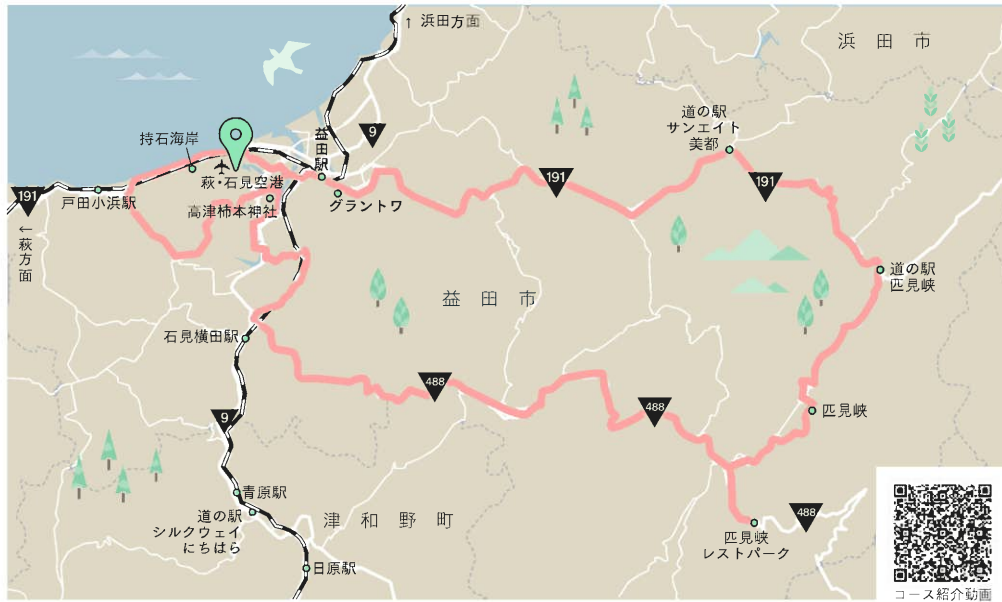 ↑ 浜田方面
浜田市
道の駅
サンエイト
美都
持石海岸
益田駅
9
萩・石見空港
191
191
191
戸田小浜駅
高津柿本神社
グラントワ
←萩方面
道の駅
匹見峡
益田市
石見横田駅
488
488
9
匹見峡
青原駅
道の駅
シルクウェイ
にちはら
津和野町
488
匹見峡
レストパーク
日原駅
コース紹介動画